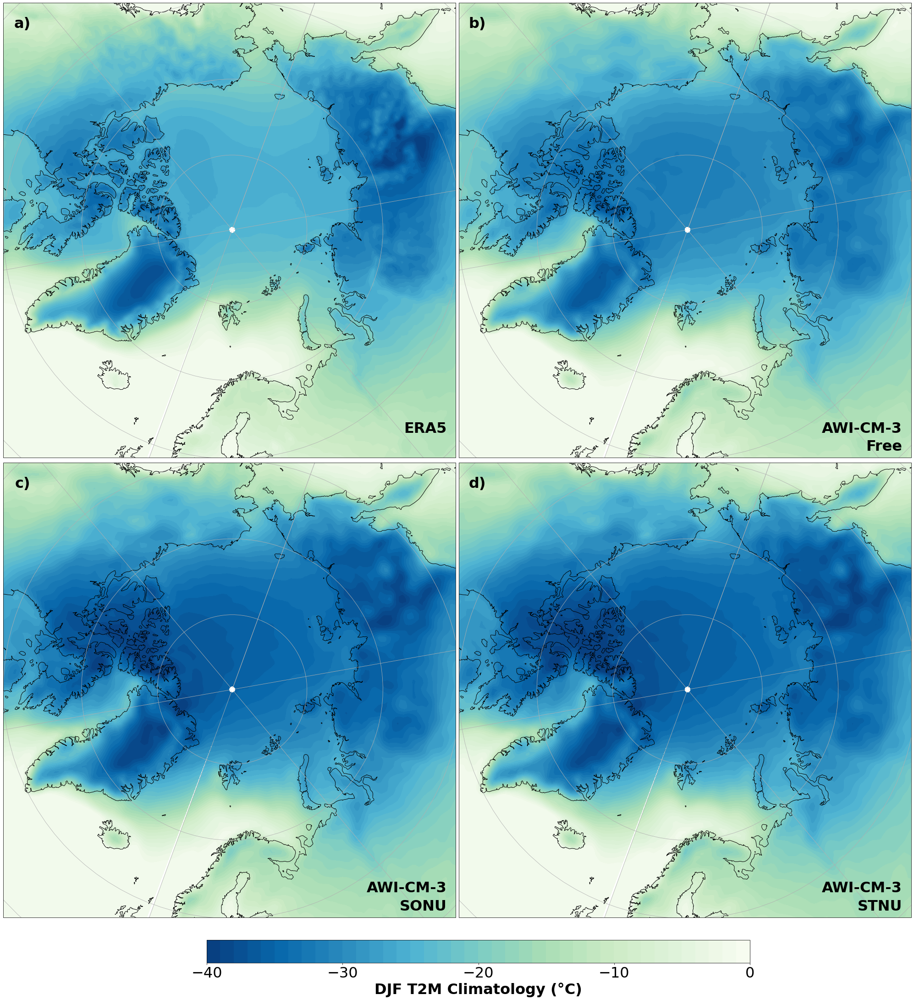 a)
b)
ERA5
AWI-CM-3
Free
c)
d)
AWI-CM-3
SONU
AWI-CM-3
STNU
−40
−30
−20
−10
0
DJF T2M Climatology (°C)